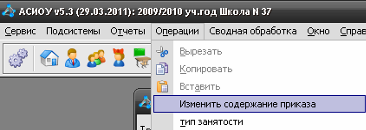 АСИОУ v5.3 (29.03.2011): 2009/2010 уч.год Школа N 37
Сервис Подсистемы Отчеты Операции Сводная обработка Окно
Вырезать
Копировать
Вставить
Изменить содержание приказа
тип занятости